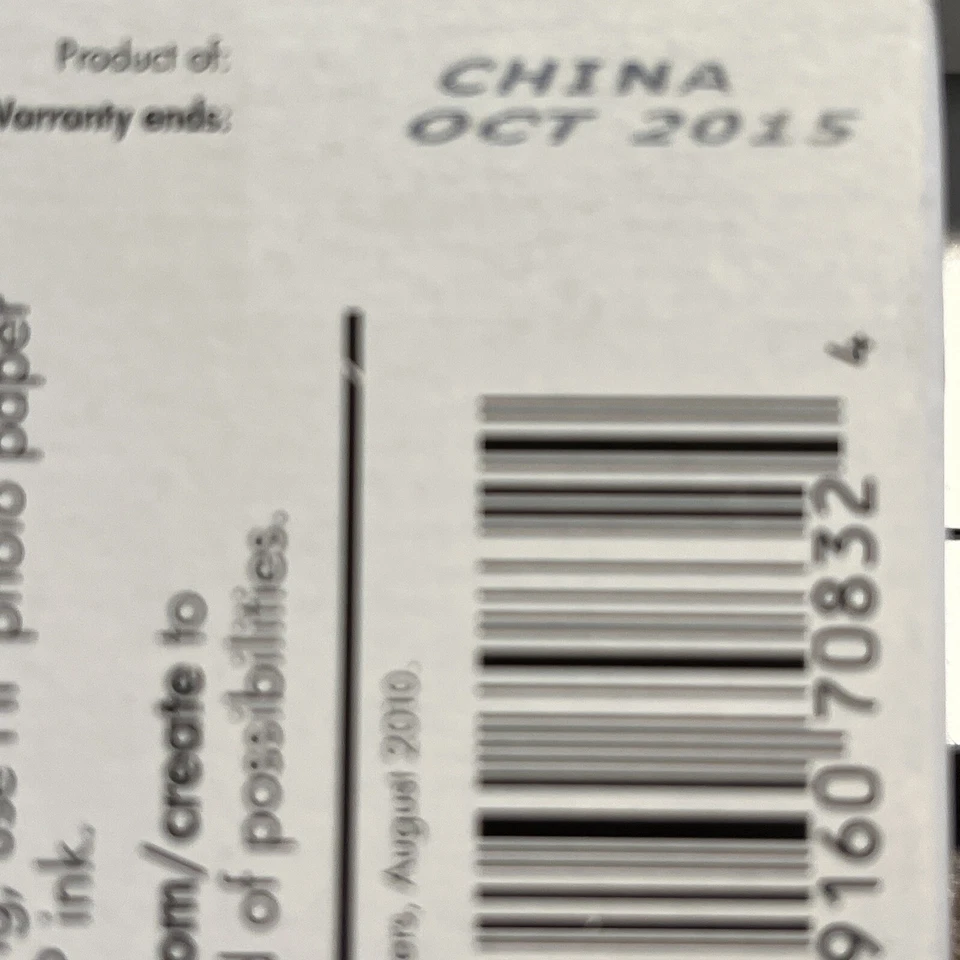 Product of:
CHINA
Warranty ends:
OCT 2015
photo paper
ink.
om/create to
of possibilities.
ers, August 2010.
9160 70832
4